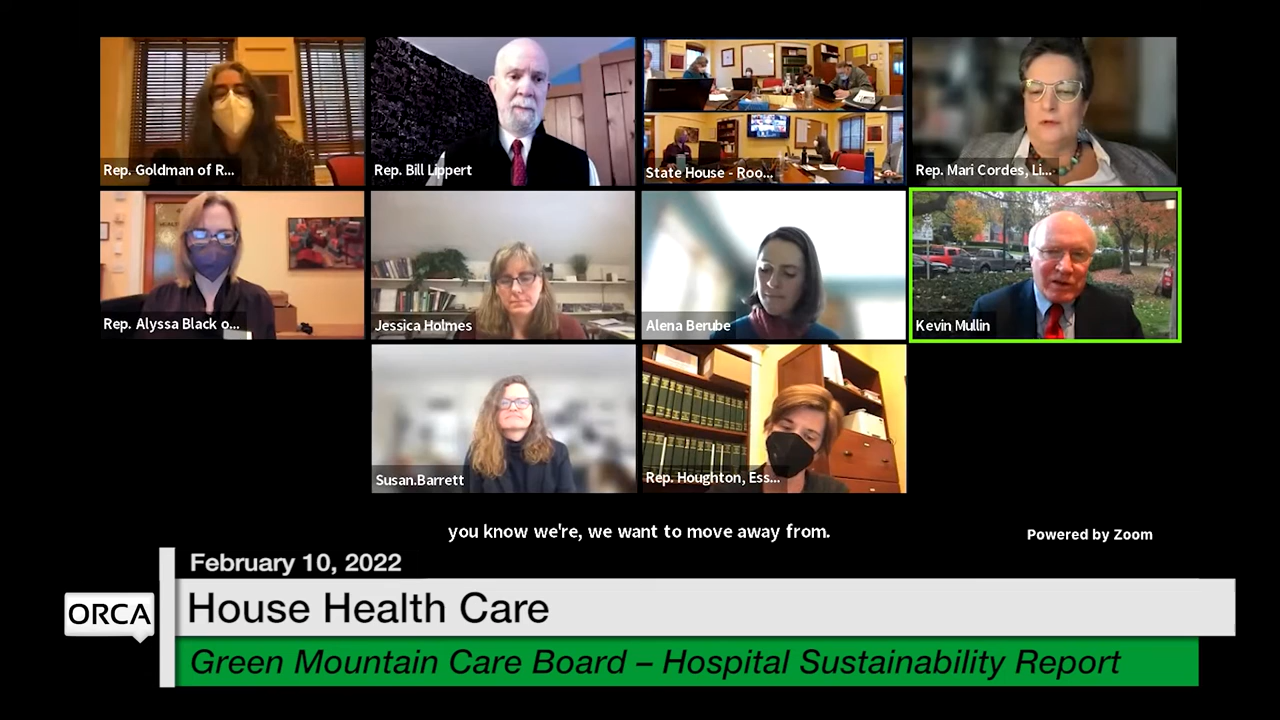 Rep. Goldman of R...
Rep. Bill Lippert
State House - Roo...
Rep. Mari Cordes, Li...
Rep. Alyssa Black o...
Jessica Holmes
Alena Berube
Kevin Mullin
Susan.Barrett
Rep. Houghton, Ess...
you know we're, we want to move away from.
Powered by Zoom
February 10, 2022
ORCA
House Health Care
Green Mountain Care Board – Hospital Sustainability Report